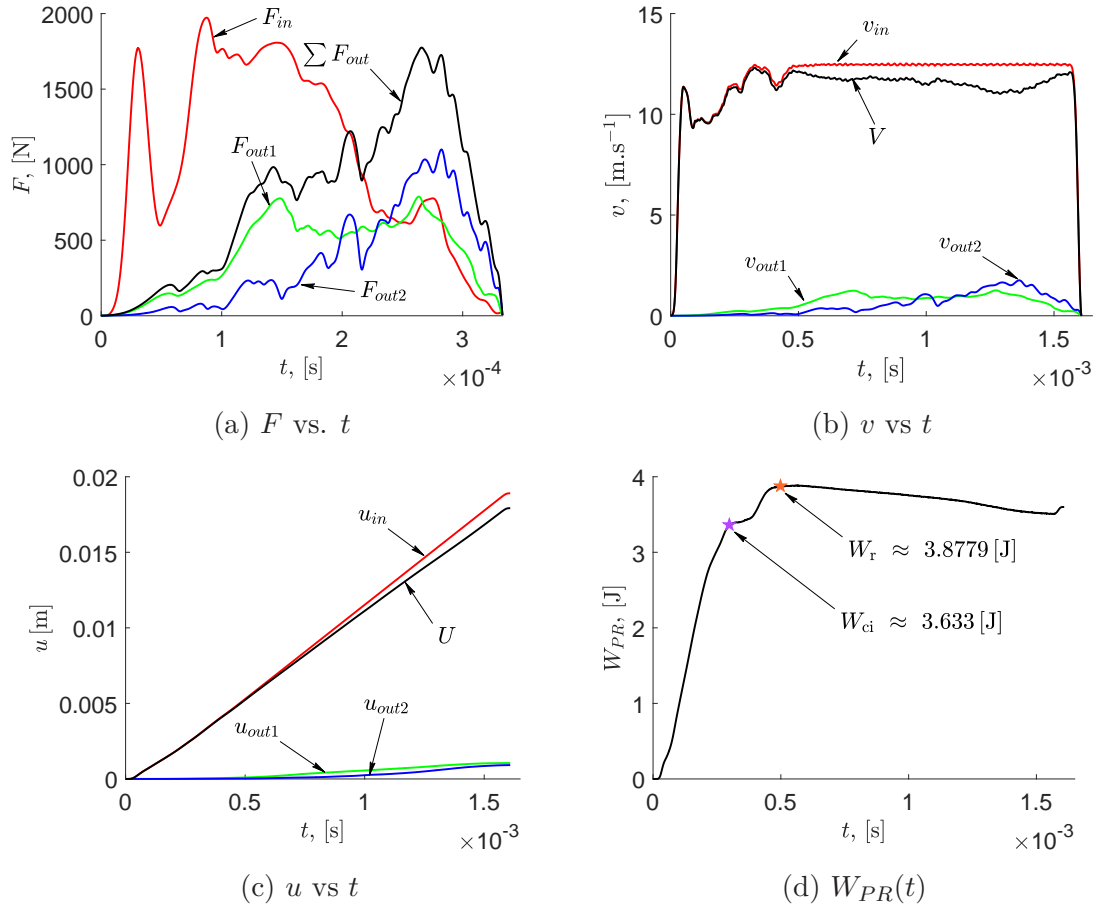 2000
1500
1000
500
0
F, [N]
F_in
∑ F_out
F_out1
F_out2
0 1 2 3
t, [s]
×10^-4
(a) F vs. t
15
10
5
0
v, [m.s^−1]
v_in
V
v_out1
v_out2
0 0.5 1 1.5
t, [s]
×10^-3
(b) v vs t
0.02
0.015
0.01
0.005
0
u [m]
u_in
U
u_out1
u_out2
0 0.5 1 1.5
t, [s]
×10^-3
(c) u vs t
4
3
2
1
0
W_PR, [J]
W_r ≈ 3.8779 [J]
W_ci ≈ 3.633 [J]
0 0.5 1 1.5
t, [s]
×10^-3
(d) W_PR(t)